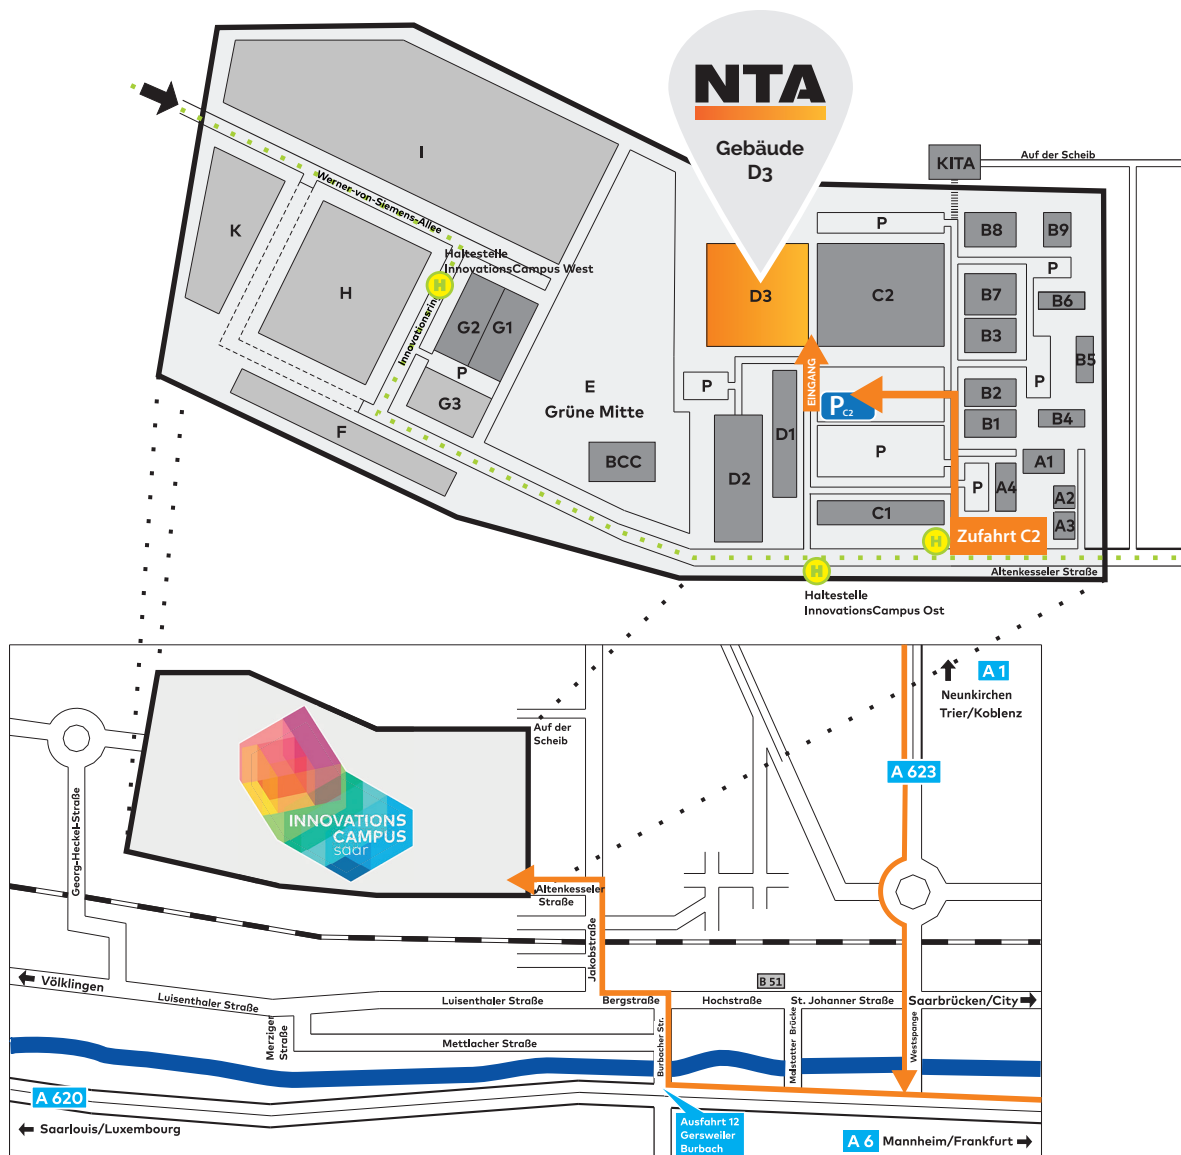 NTA
Gebäude
D3
I
K
H
Werner-von-Siemens-Allee
Haltestelle
InnovationsCampus West
H
Innovationsrin
G2
G1
P
G3
F
E
Grüne Mitte
BCC
KITA
Auf der Scheib
P
B8
B9
P
D3
C2
B7
B6
B3
B5
P
EINGANG
P C2
P
B2
B4
B1
D1
D2
P
A1
P
A4
A2
A3
C1
H
Zufahrt C2
H
Altenkesseler Straße
Haltestelle
InnovationsCampus Ost
A 1
Neunkirchen
Trier/Koblenz
Auf der
Scheib
A 623
INNOVATIONS
CAMPUS
saar
Georg-Heckel-Straße
Altenkesseler
Straße
Jakobstraße
Völklingen
B 51
Luisenthaler Straße
Luisenthaler Straße
Bergstraße
Hochstraße
St. Johanner Straße
Saarbrücken/City
Merziger
Straße
Mettlacher Straße
Burbacher Str.
Malstatter Brücke
Westspange
A 620
Saarlouis/Luxembourg
Ausfahrt 12
Gersweiler
Burbach
A 6
Mannheim/Frankfurt